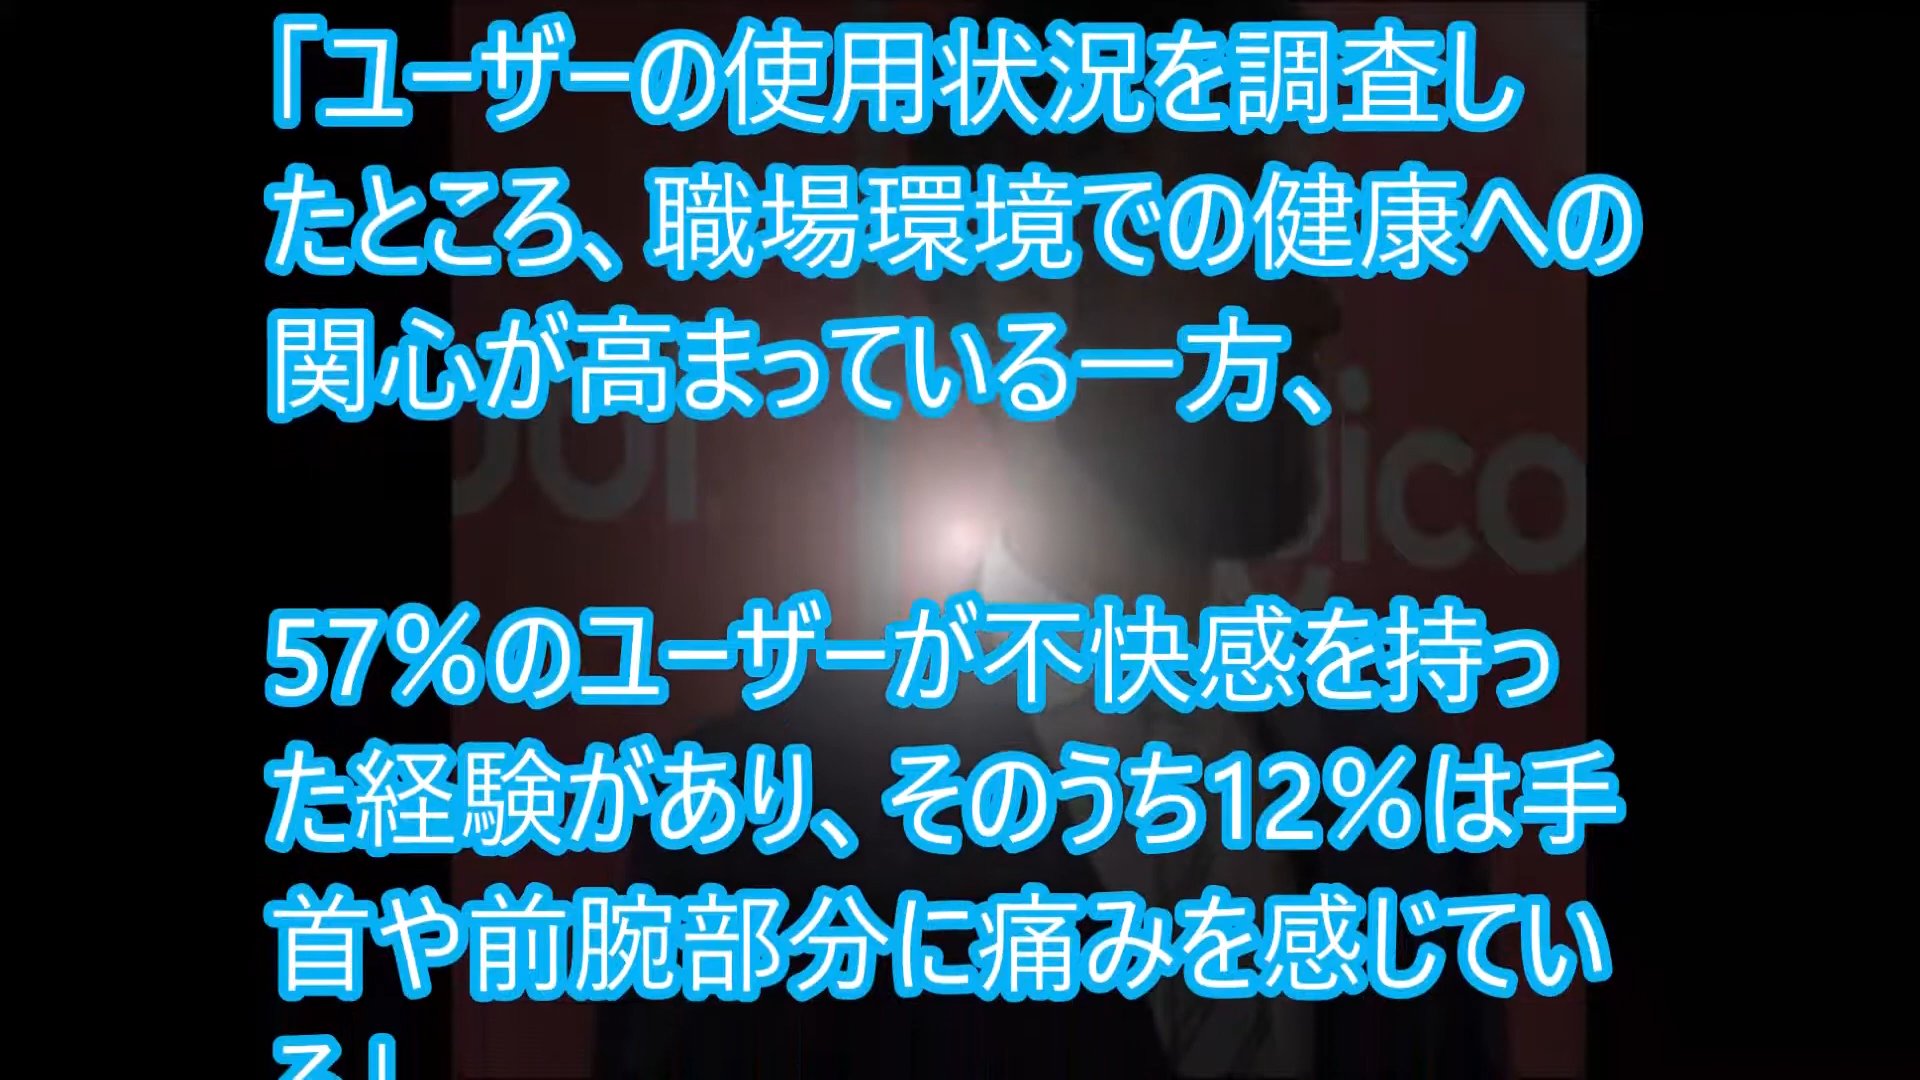 「ユーザーの使用状況を調査し
たところ、職場環境での健康への
関心が高まっている一方、
57％のユーザーが不快感を持っ
た経験があり、そのうち12％は手
首や前腕部分に痛みを感じてい
る」